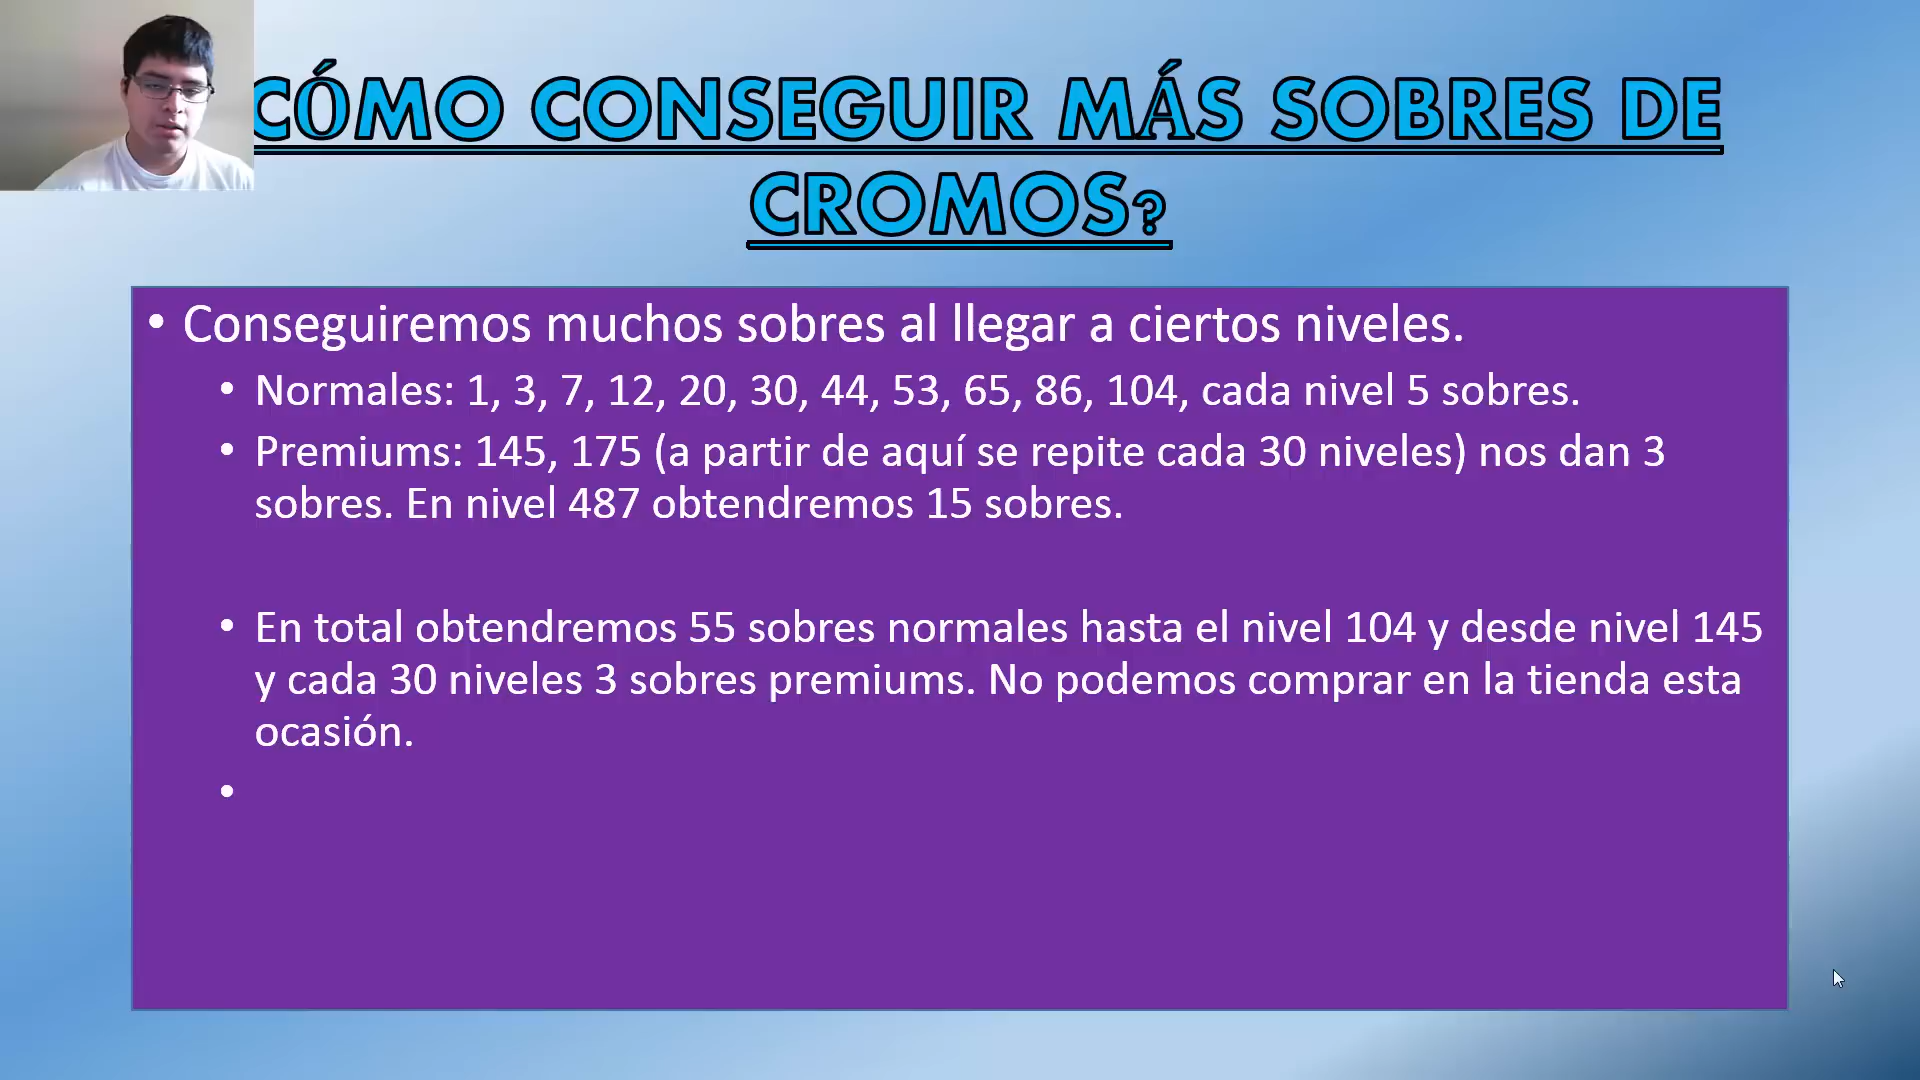 CÓMO CONSEGUIR MÁS SOBRES DE
CROMOS?
• Conseguiremos muchos sobres al llegar a ciertos niveles.
• Normales: 1, 3, 7, 12, 20, 30, 44, 53, 65, 86, 104, cada nivel 5 sobres.
• Premiums: 145, 175 (a partir de aquí se repite cada 30 niveles) nos dan 3
sobres. En nivel 487 obtendremos 15 sobres.
• En total obtendremos 55 sobres normales hasta el nivel 104 y desde nivel 145
y cada 30 niveles 3 sobres premiums. No podemos comprar en la tienda esta
ocasión.
•